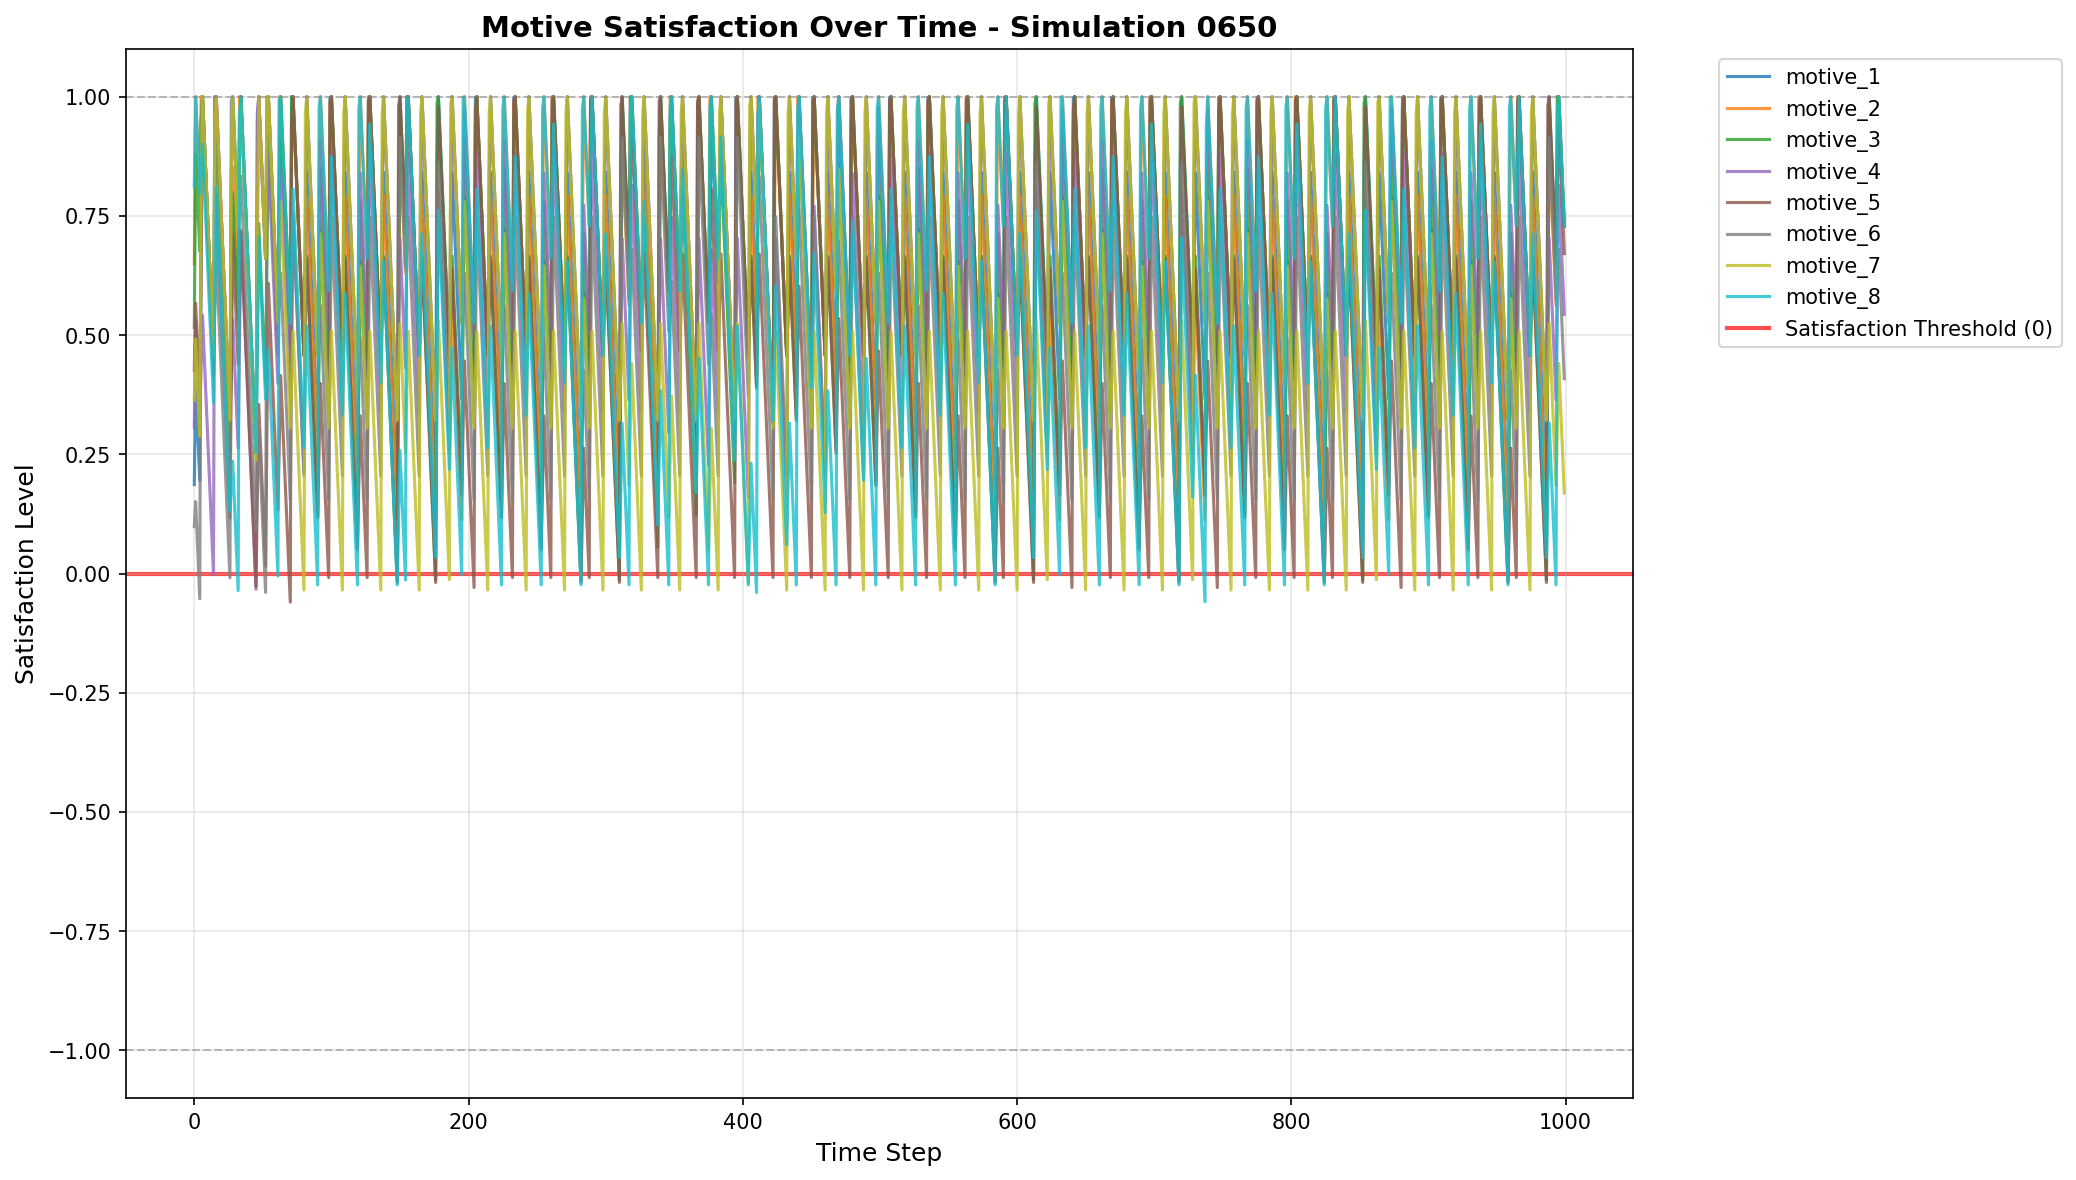 Motive Satisfaction Over Time - Simulation 0650
1.00
0.75
0.50
0.25
0.00
−0.25
−0.50
−0.75
−1.00
Satisfaction Level
0
200
400
600
800
1000
Time Step
motive_1
motive_2
motive_3
motive_4
motive_5
motive_6
motive_7
motive_8
Satisfaction Threshold (0)